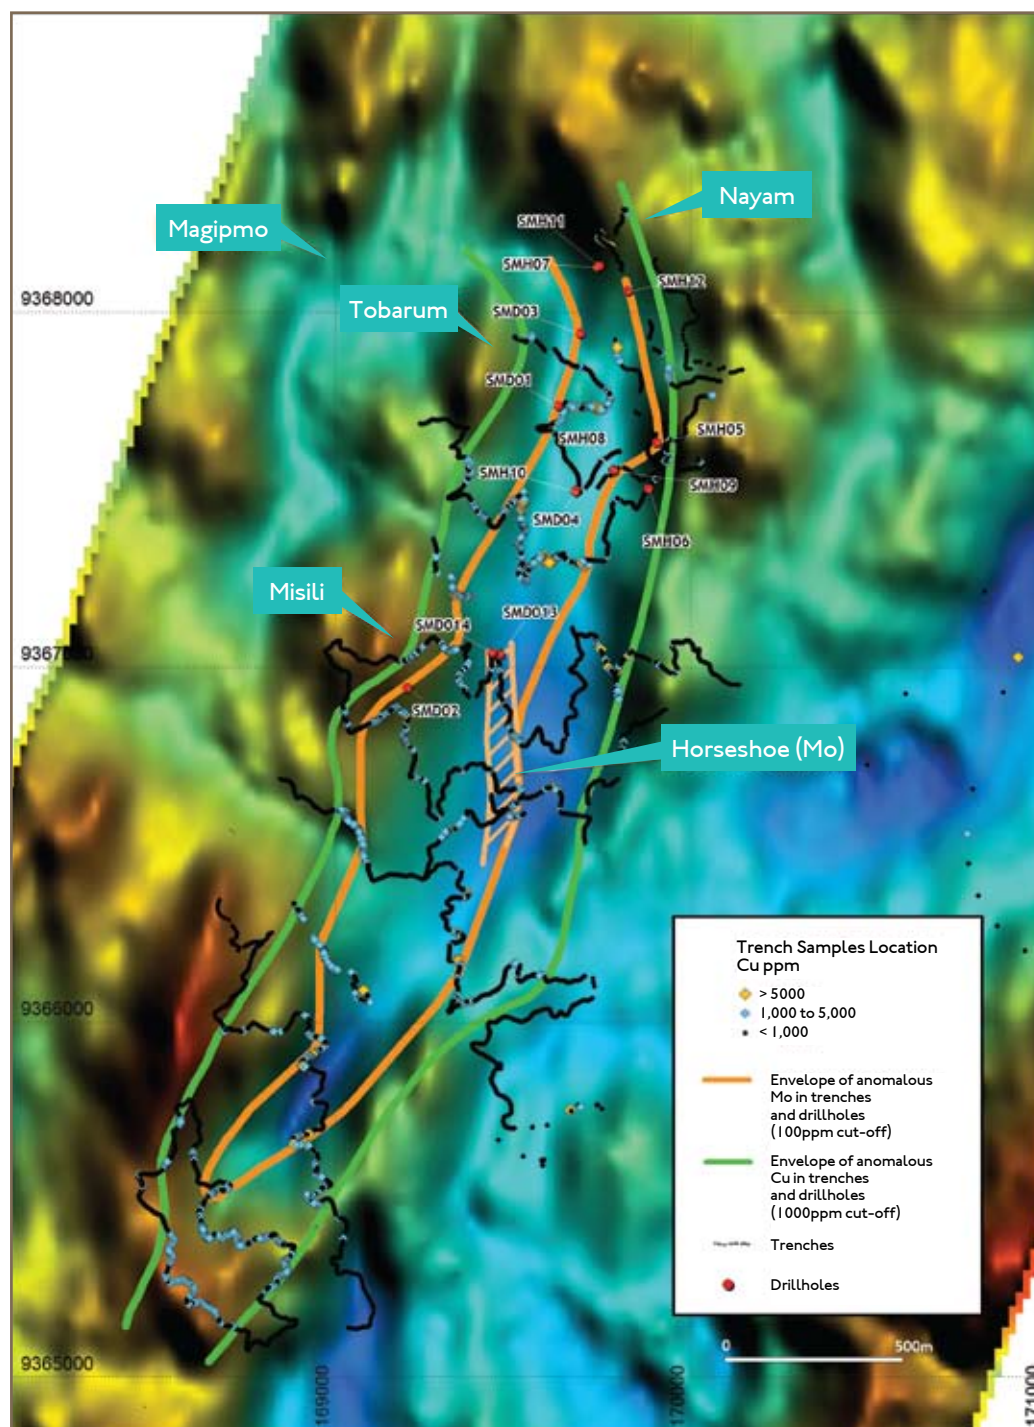 Nayam
Magipmo
SMH11
SMH07
SMH12
9368000
Tobarum
SMD03
SMD01
SMH08
SMH05
SMH10
SMH09
SMD04
SMH06
Misili
SMD014
SMD013
SMD02
Horseshoe (Mo)
Trench Samples Location
Cu ppm
> 5000
1,000 to 5,000
< 1,000
9366000
Envelope of anomalous
Mo in trenches
and drillholes
(100ppm cut-off)
Envelope of anomalous
Cu in trenches
and drillholes
(1000ppm cut-off)
Trenches
Drillholes
0 500m
9365000
169000
170000